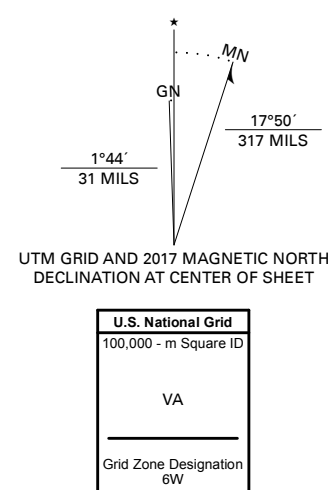 ★
MN
GN
17°50´
317 MILS
1°44´
31 MILS
UTM GRID AND 2017 MAGNETIC NORTH
DECLINATION AT CENTER OF SHEET
U.S. National Grid
100,000 - m Square ID
VA
Grid Zone Designation
6W